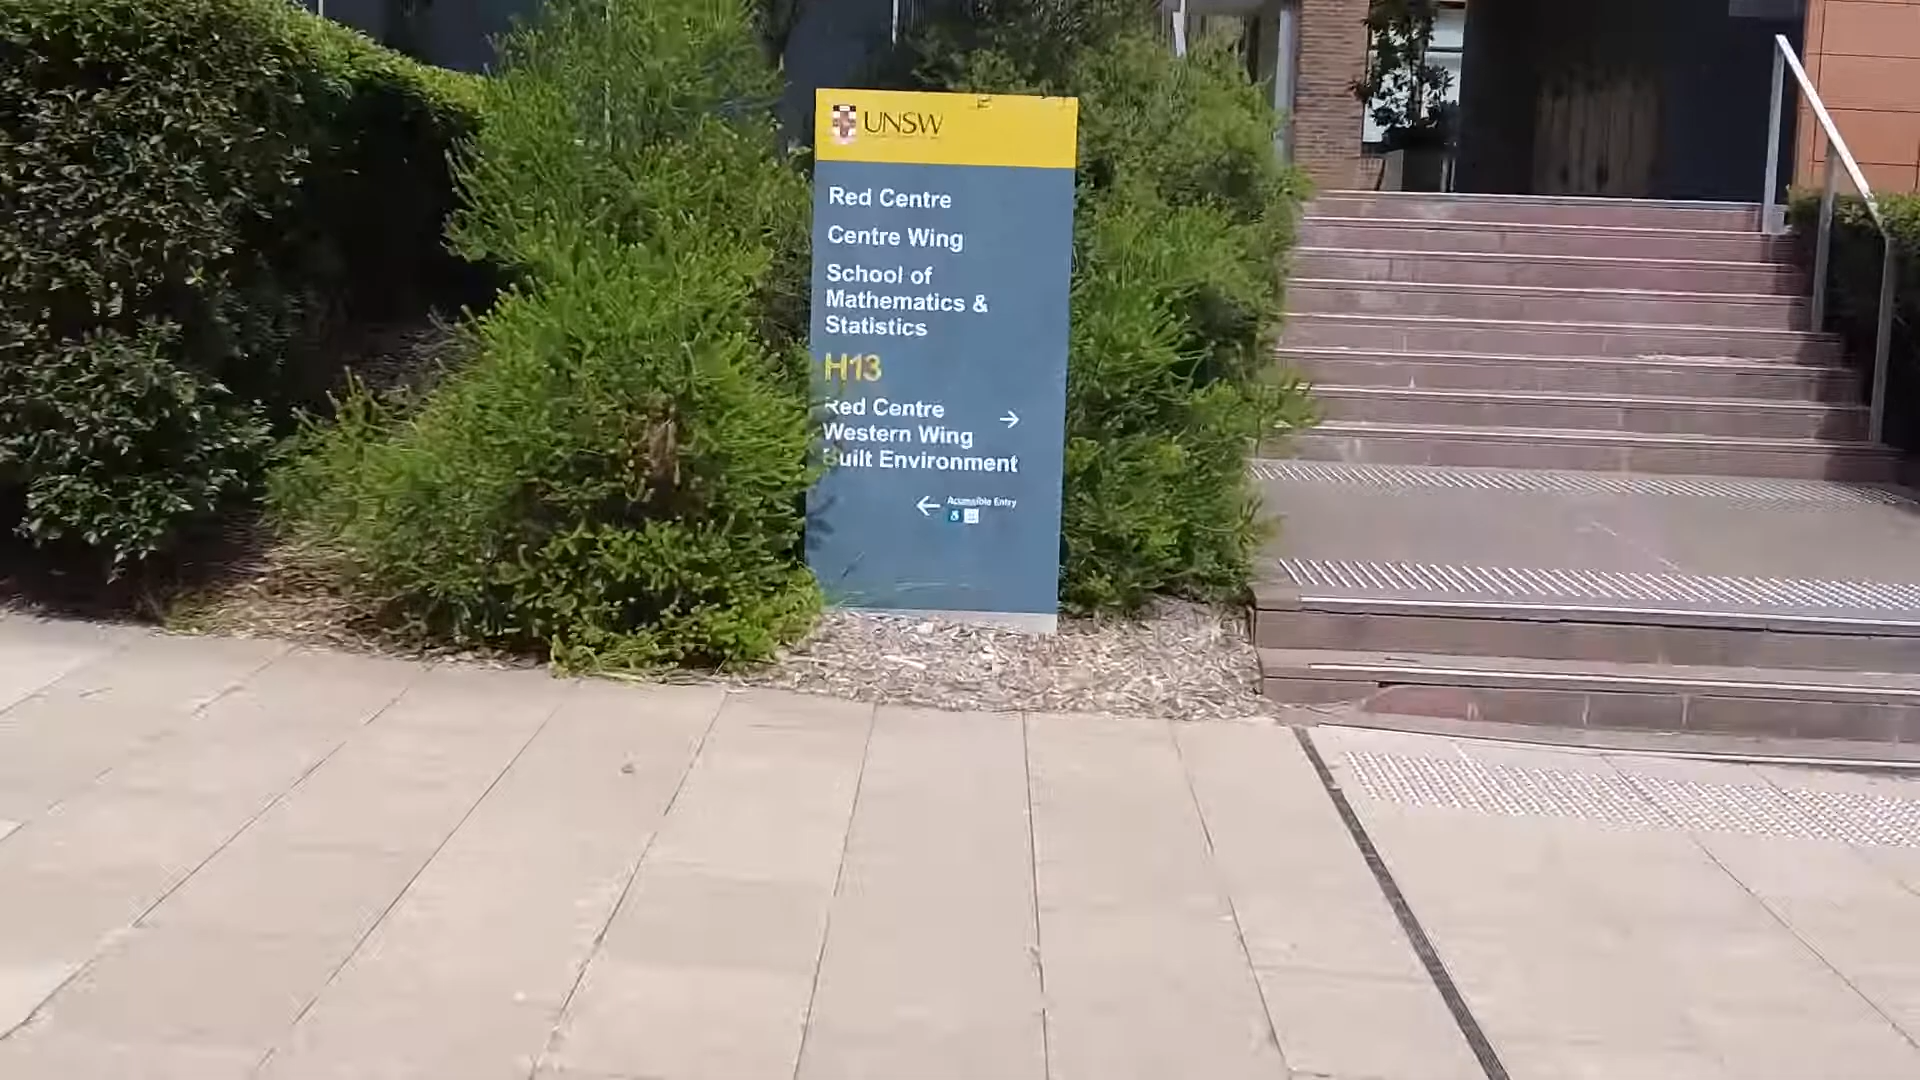 UNSW
Red Centre
Centre Wing
School of
Mathematics &
Statistics
H13
Red Centre
Western Wing
Built Environment
Accessible Entry